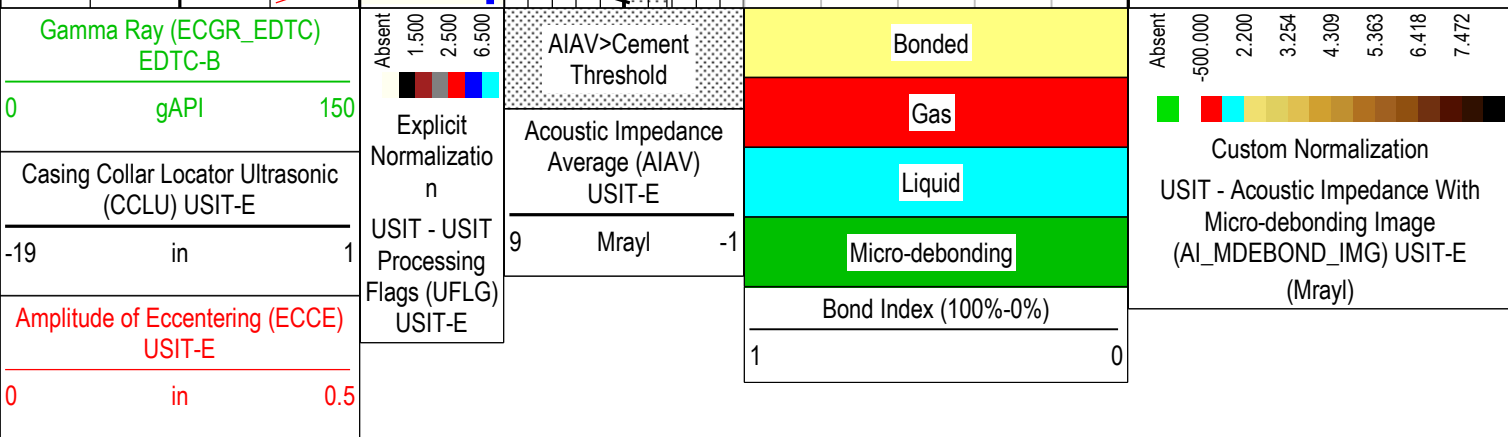 Gamma Ray (ECGR_EDTC)
EDTC-B
0 gAPI 150
Casing Collar Locator Ultrasonic
(CCLU) USIT-E
-19 in 1
Amplitude of Eccentering (ECCE)
USIT-E
0 in 0.5
Absent
1.500
2.500
6.500
Explicit
Normalizatio
n
USIT - USIT
Processing
Flags (UFLG)
USIT-E
AIAV>Cement
Threshold
Acoustic Impedance
Average (AIAV)
USIT-E
9 Mrayl -1
Bonded
Gas
Liquid
Micro-debonding
Bond Index (100%-0%)
1 0
Absent
-500.000
2.200
3.254
4.309
5.363
6.418
7.472
Custom Normalization
USIT - Acoustic Impedance With
Micro-debonding Image
(AI_MDEBOND_IMG) USIT-E
(Mrayl)